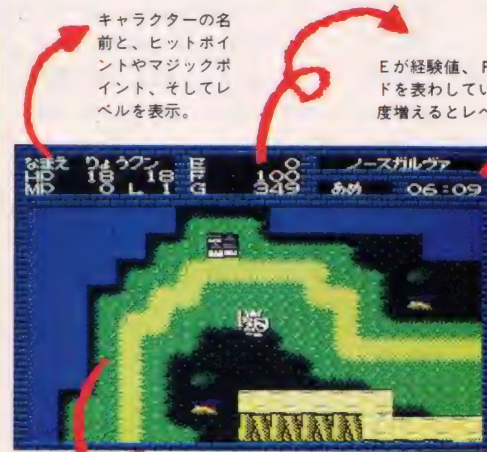 キャラクターの名
前と、ヒットポイ
ントやマジックポ
イント、そしてレ
ベルを表示。
Eが経験値、F
ドを表わしてい
度増えるとレベ
なまえ りょうクン E 0 ノースガルヴァ
HP 18 18 F 100
MP 0 L 1 G 349 あめ 06:09